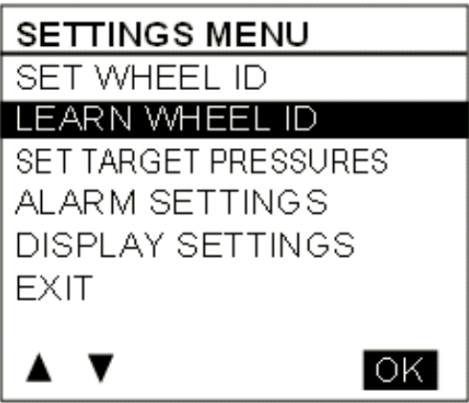 SETTINGS MENU
SET WHEEL ID
LEARN WHEEL ID
SET TARGET PRESSURES
ALARM SETTINGS
DISPLAY SETTINGS
EXIT
▲ ▼ OK